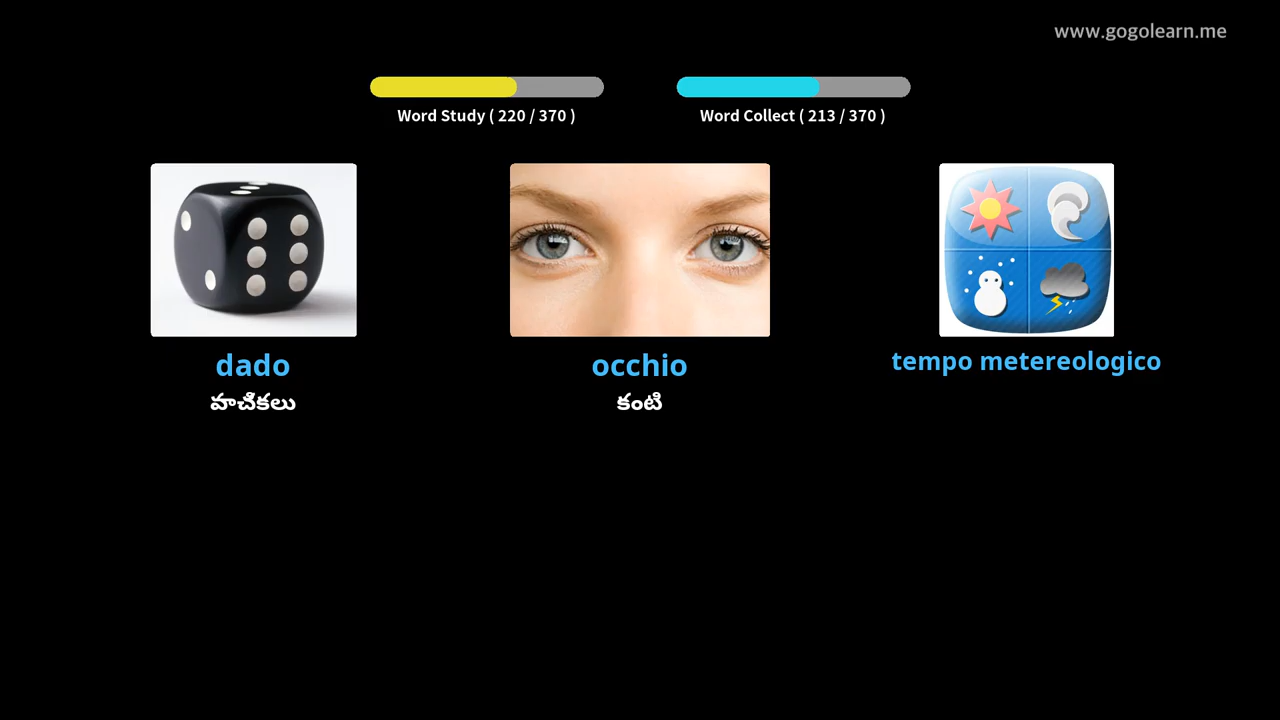 www.gogolearn.me
Word Study ( 220 / 370 )
Word Collect ( 213 / 370 )
dado
occhio
tempo metereologico
పాచికలు
కంటి